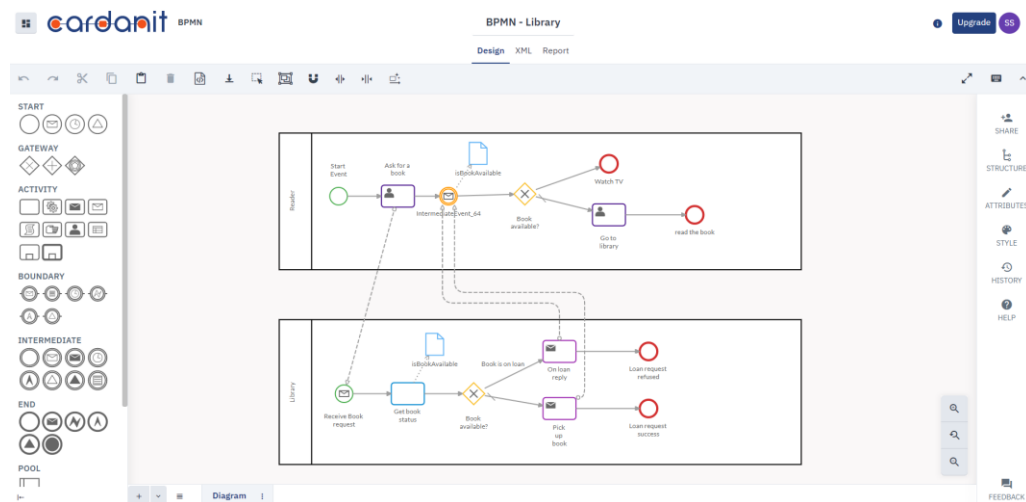 cardanit
BPMN
BPMN - Library
Upgrade
SS
Design XML Report
START
GATEWAY
ACTIVITY
BOUNDARY
INTERMEDIATE
END
POOL
Reader
Start
Event
Ask for a
book
isBookAvailable
IntermediateEvent_64
Book
available?
Watch TV
Go to
library
read the book
Library
Receive Book
request
Get book
status
isBookAvailable
Book
available?
Book is on loan
On loan
reply
Pick
up
book
Loan request
refused
Loan request
success
SHARE
STRUCTURE
ATTRIBUTES
STYLE
HISTORY
HELP
FEEDBACK
Diagram